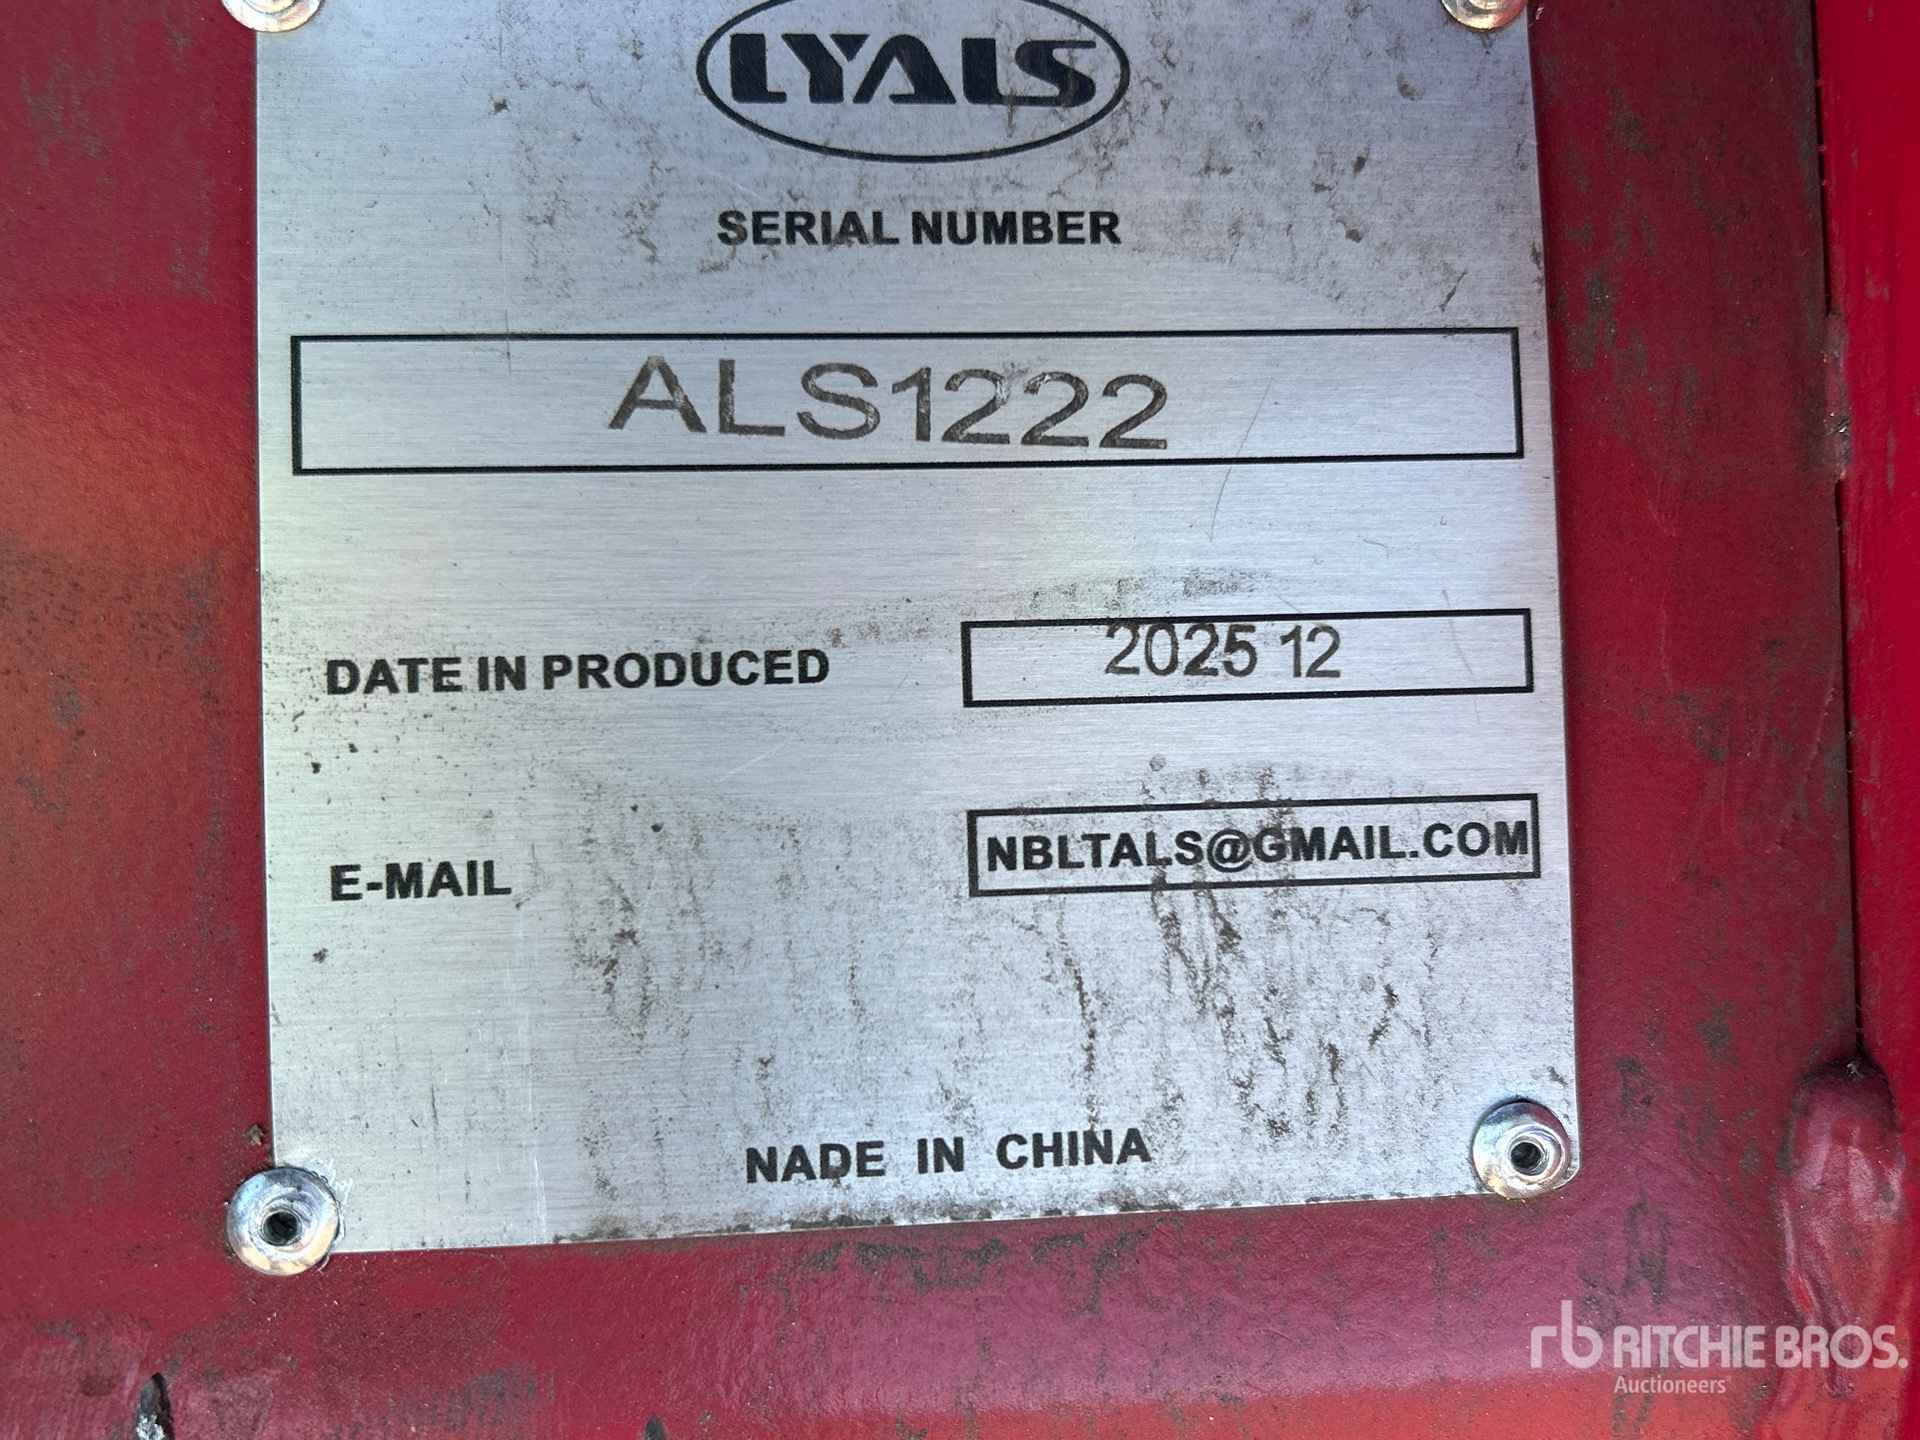 LYALS
SERIAL NUMBER
ALS1222
DATE IN PRODUCED 2025 12
E-MAIL NBLTALS@GMAIL.COM
NADE IN CHINA
rb RITCHIE BROS.
Auctioneers